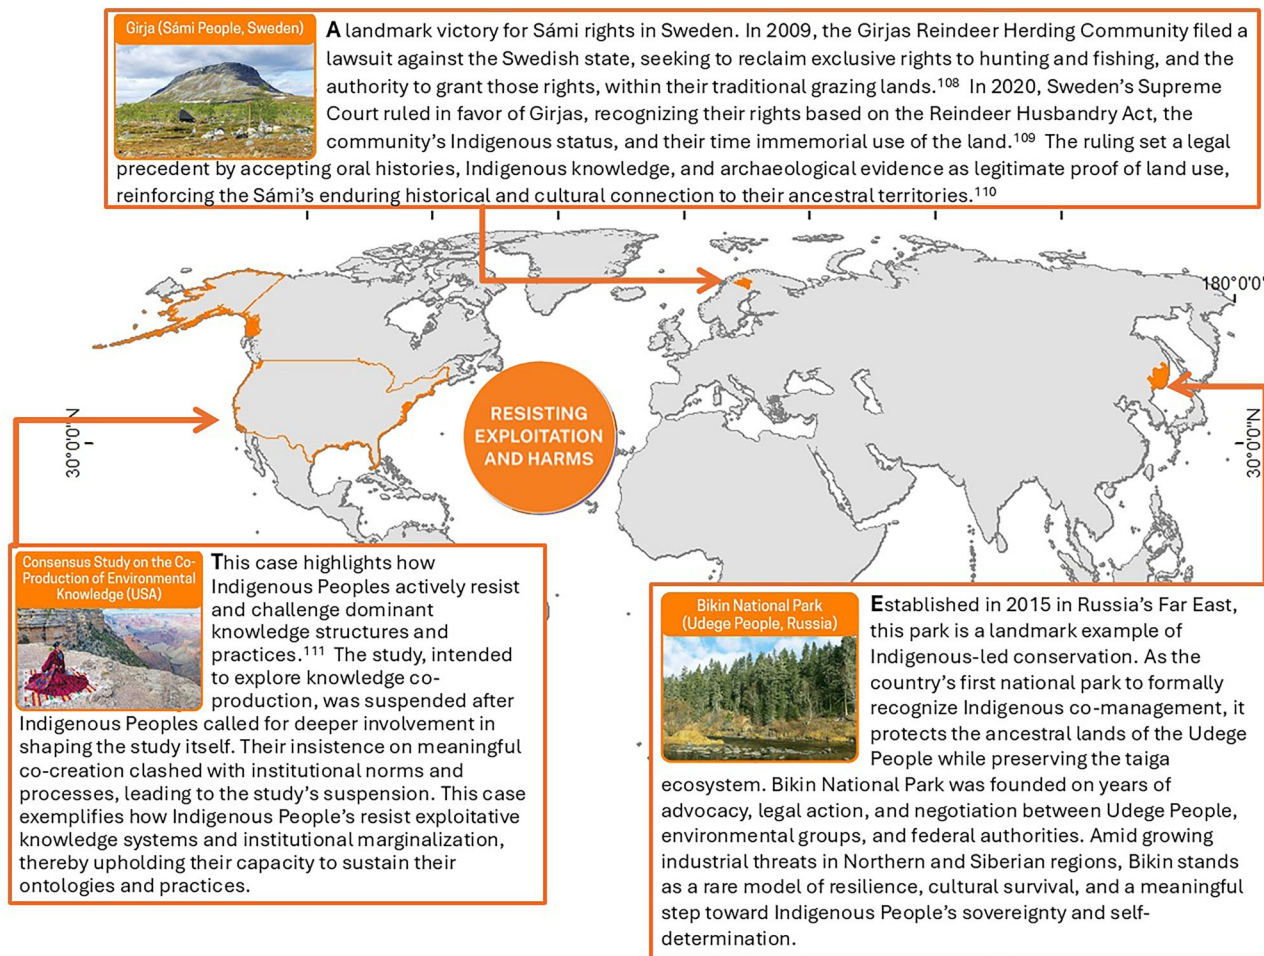 Girja (Sámi People, Sweden)
A landmark victory for Sámi rights in Sweden. In 2009, the Girjas Reindeer Herding Community filed a
lawsuit against the Swedish state, seeking to reclaim exclusive rights to hunting and fishing, and the
authority to grant those rights, within their traditional grazing lands.108 In 2020, Sweden's Supreme
Court ruled in favor of Girjas, recognizing their rights based on the Reindeer Husbandry Act, the
community's Indigenous status, and their time immemorial use of the land.109 The ruling set a legal
precedent by accepting oral histories, Indigenous knowledge, and archaeological evidence as legitimate proof of land use,
reinforcing the Sámi's enduring historical and cultural connection to their ancestral territories.110
180°0'0"
30°0'0"N
RESISTING
EXPLOITATION
AND HARMS
30°0'0"N
Consensus Study on the Co-
Production of Environmental
Knowledge (USA)
This case highlights how
Indigenous Peoples actively resist
and challenge dominant
knowledge structures and
practices.111 The study, intended
to explore knowledge co-
production, was suspended after
Indigenous Peoples called for deeper involvement in
shaping the study itself. Their insistence on meaningful
co-creation clashed with institutional norms and
processes, leading to the study's suspension. This case
exemplifies how Indigenous People's resist exploitative
knowledge systems and institutional marginalization,
thereby upholding their capacity to sustain their
ontologies and practices.
Bikin National Park
(Udege People, Russia)
Established in 2015 in Russia's Far East,
this park is a landmark example of
Indigenous-led conservation. As the
country's first national park to formally
recognize Indigenous co-management, it
protects the ancestral lands of the Udege
People while preserving the taiga
ecosystem. Bikin National Park was founded on years of
advocacy, legal action, and negotiation between Udege People,
environmental groups, and federal authorities. Amid growing
industrial threats in Northern and Siberian regions, Bikin stands
as a rare model of resilience, cultural survival, and a meaningful
step toward Indigenous People's sovereignty and self-
determination.